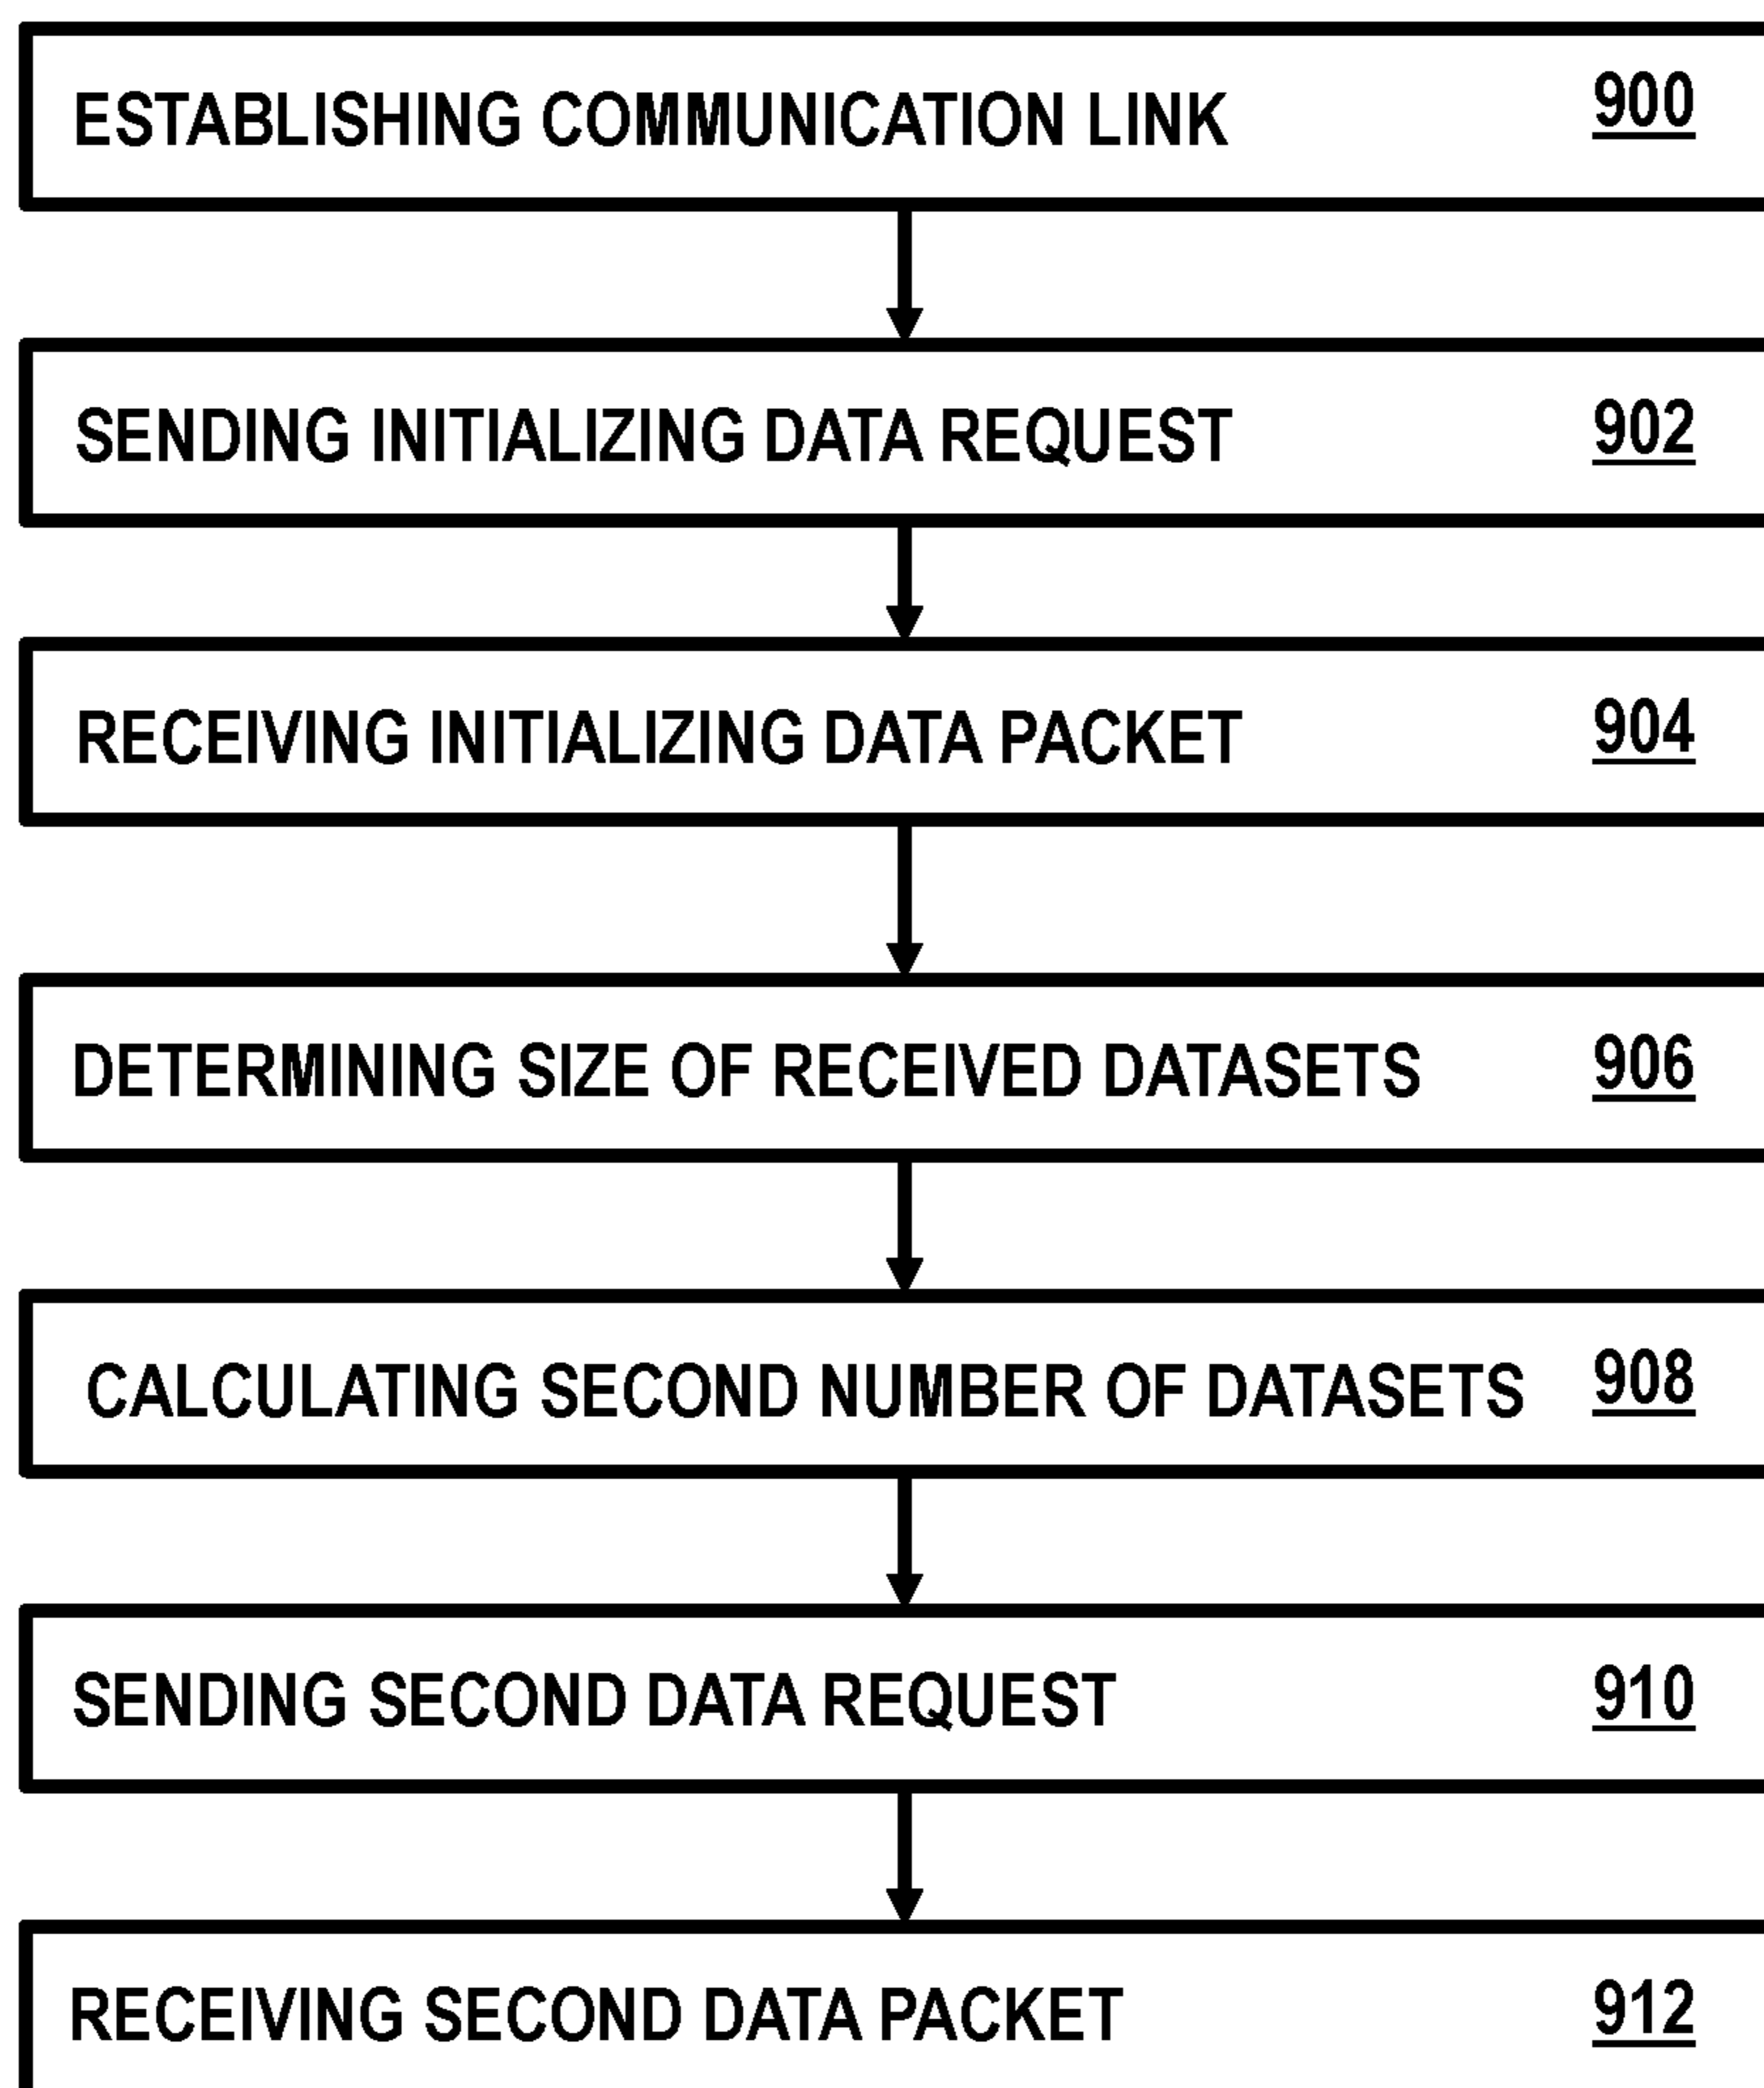 ESTABLISHING COMMUNICATION LINK 900
SENDING INITIALIZING DATA REQUEST 902
RECEIVING INITIALIZING DATA PACKET 904
DETERMINING SIZE OF RECEIVED DATASETS 906
CALCULATING SECOND NUMBER OF DATASETS 908
SENDING SECOND DATA REQUEST 910
RECEIVING SECOND DATA PACKET 912